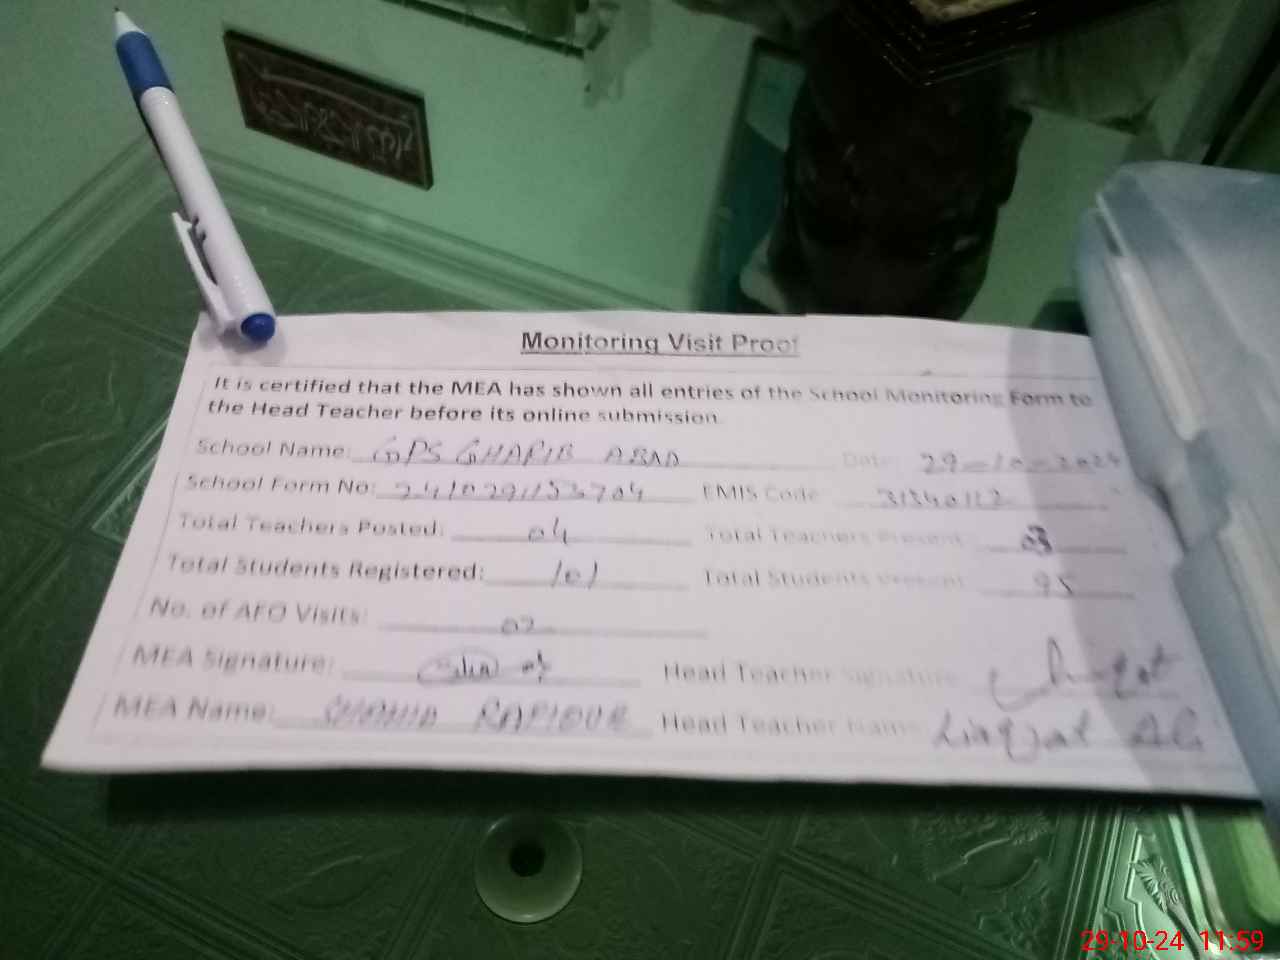 Monitoring Visit Proof
It is certified that the MEA has shown all entries of the School Monitoring Form to
the Head Teacher before its online submission.
School Name: GPS GHARIB ABAD Date: 29-10-2024
School Form No: 2410291153704 EMIS Code: 31340112
Total Teachers Posted: 04 Total Teachers Present: 03
Total Students Registered: 101 Total Students Present: 95
No. of AEO Visits: 02
MEA Signature: Head Teacher Signature:
MEA Name: SHAHID Head Teacher Name: Liaqat Ali
29-10-24 11:59